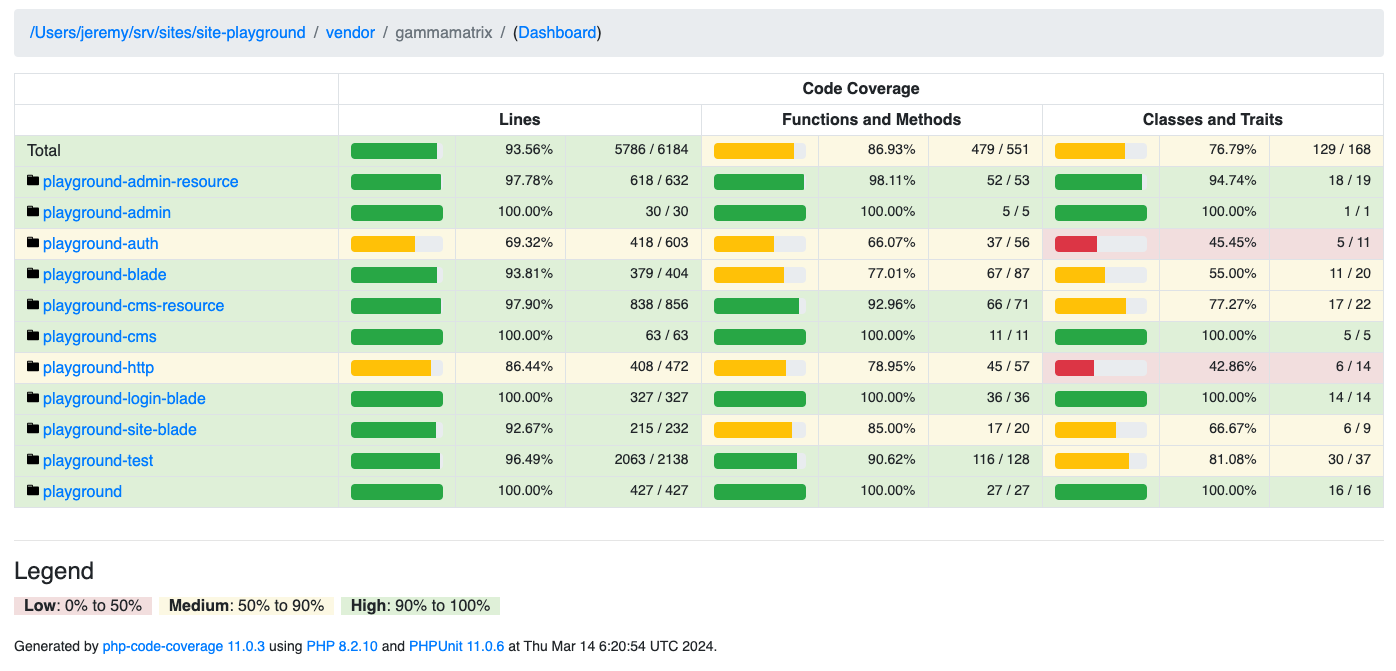 /Users/jeremy/srv/sites/site-playground / vendor / gammamatrix / (Dashboard)
Code Coverage
Lines Functions and Methods Classes and Traits
Total 93.56% 5786 / 6184 86.93% 479 / 551 76.79% 129 / 168
playground-admin-resource 97.78% 618 / 632 98.11% 52 / 53 94.74% 18 / 19
playground-admin 100.00% 30 / 30 100.00% 5 / 5 100.00% 1 / 1
playground-auth 69.32% 418 / 603 66.07% 37 / 56 45.45% 5 / 11
playground-blade 93.81% 379 / 404 77.01% 67 / 87 55.00% 11 / 20
playground-cms-resource 97.90% 838 / 856 92.96% 66 / 71 77.27% 17 / 22
playground-cms 100.00% 63 / 63 100.00% 11 / 11 100.00% 5 / 5
playground-http 86.44% 408 / 472 78.95% 45 / 57 42.86% 6 / 14
playground-login-blade 100.00% 327 / 327 100.00% 36 / 36 100.00% 14 / 14
playground-site-blade 92.67% 215 / 232 85.00% 17 / 20 66.67% 6 / 9
playground-test 96.49% 2063 / 2138 90.62% 116 / 128 81.08% 30 / 37
playground 100.00% 427 / 427 100.00% 27 / 27 100.00% 16 / 16
Legend
Low: 0% to 50% Medium: 50% to 90% High: 90% to 100%
Generated by php-code-coverage 11.0.3 using PHP 8.2.10 and PHPUnit 11.0.6 at Thu Mar 14 6:20:54 UTC 2024.